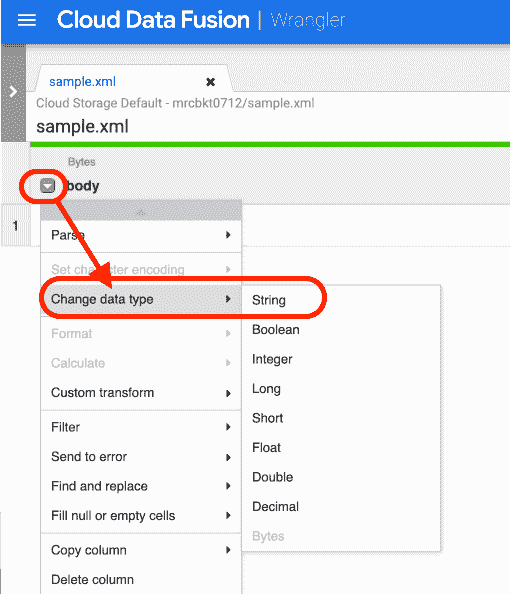 Cloud Data Fusion | Wrangler
sample.xml
Cloud Storage Default - mrcbkt0712/sample.xml
sample.xml
Bytes
body
1
Parse
Set character encoding
Change data type
String
Boolean
Format
Integer
Calculate
Long
Custom transform
Short
Filter
Float
Send to error
Double
Find and replace
Decimal
Fill null or empty cells
Bytes
Copy column
Delete column